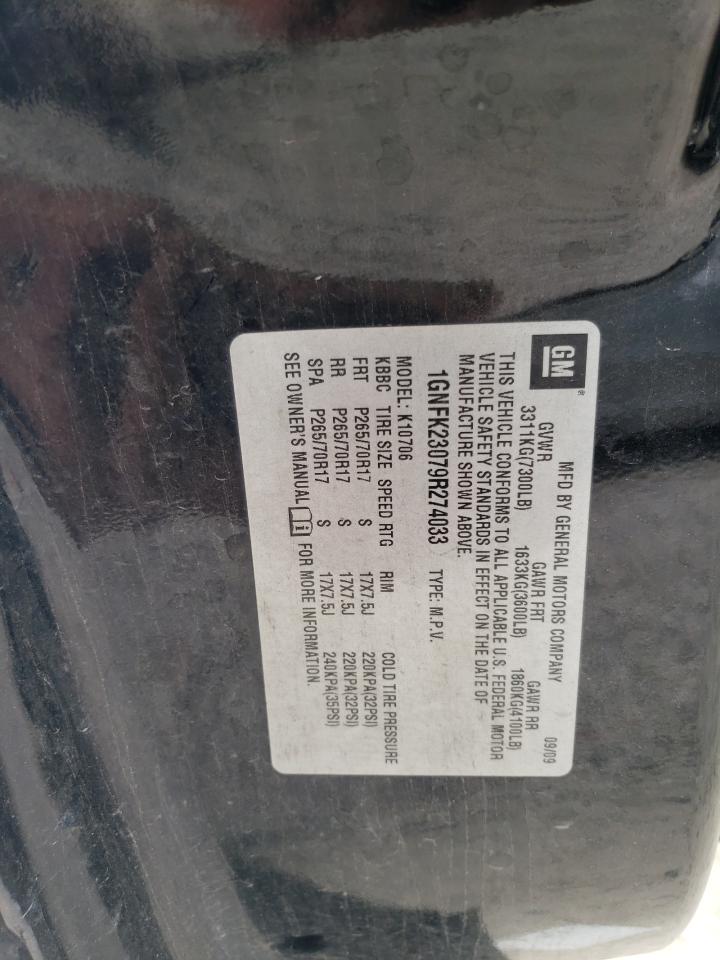 GM ®
MFD BY GENERAL MOTORS COMPANY 09/09
GVWR GAWR FRT GAWR RR
3311KG(7300LB) 1633KG(3600LB) 1860KG(4100LB)
THIS VEHICLE CONFORMS TO ALL APPLICABLE U.S. FEDERAL MOTOR
VEHICLE SAFETY STANDARDS IN EFFECT ON THE DATE OF
MANUFACTURE SHOWN ABOVE.
1GNFK23079R274033 TYPE: M.P.V.
MODEL: K10706
KBBC TIRE SIZE SPEED RTG RIM COLD TIRE PRESSURE
FRT P265/70R17 S 17X7.5J 220KPA(32PSI)
RR P265/70R17 S 17X7.5J 220KPA(32PSI)
SPA P265/70R17 S 17X7.5J 240KPA(35PSI)
SEE OWNER'S MANUAL i FOR MORE INFORMATION.